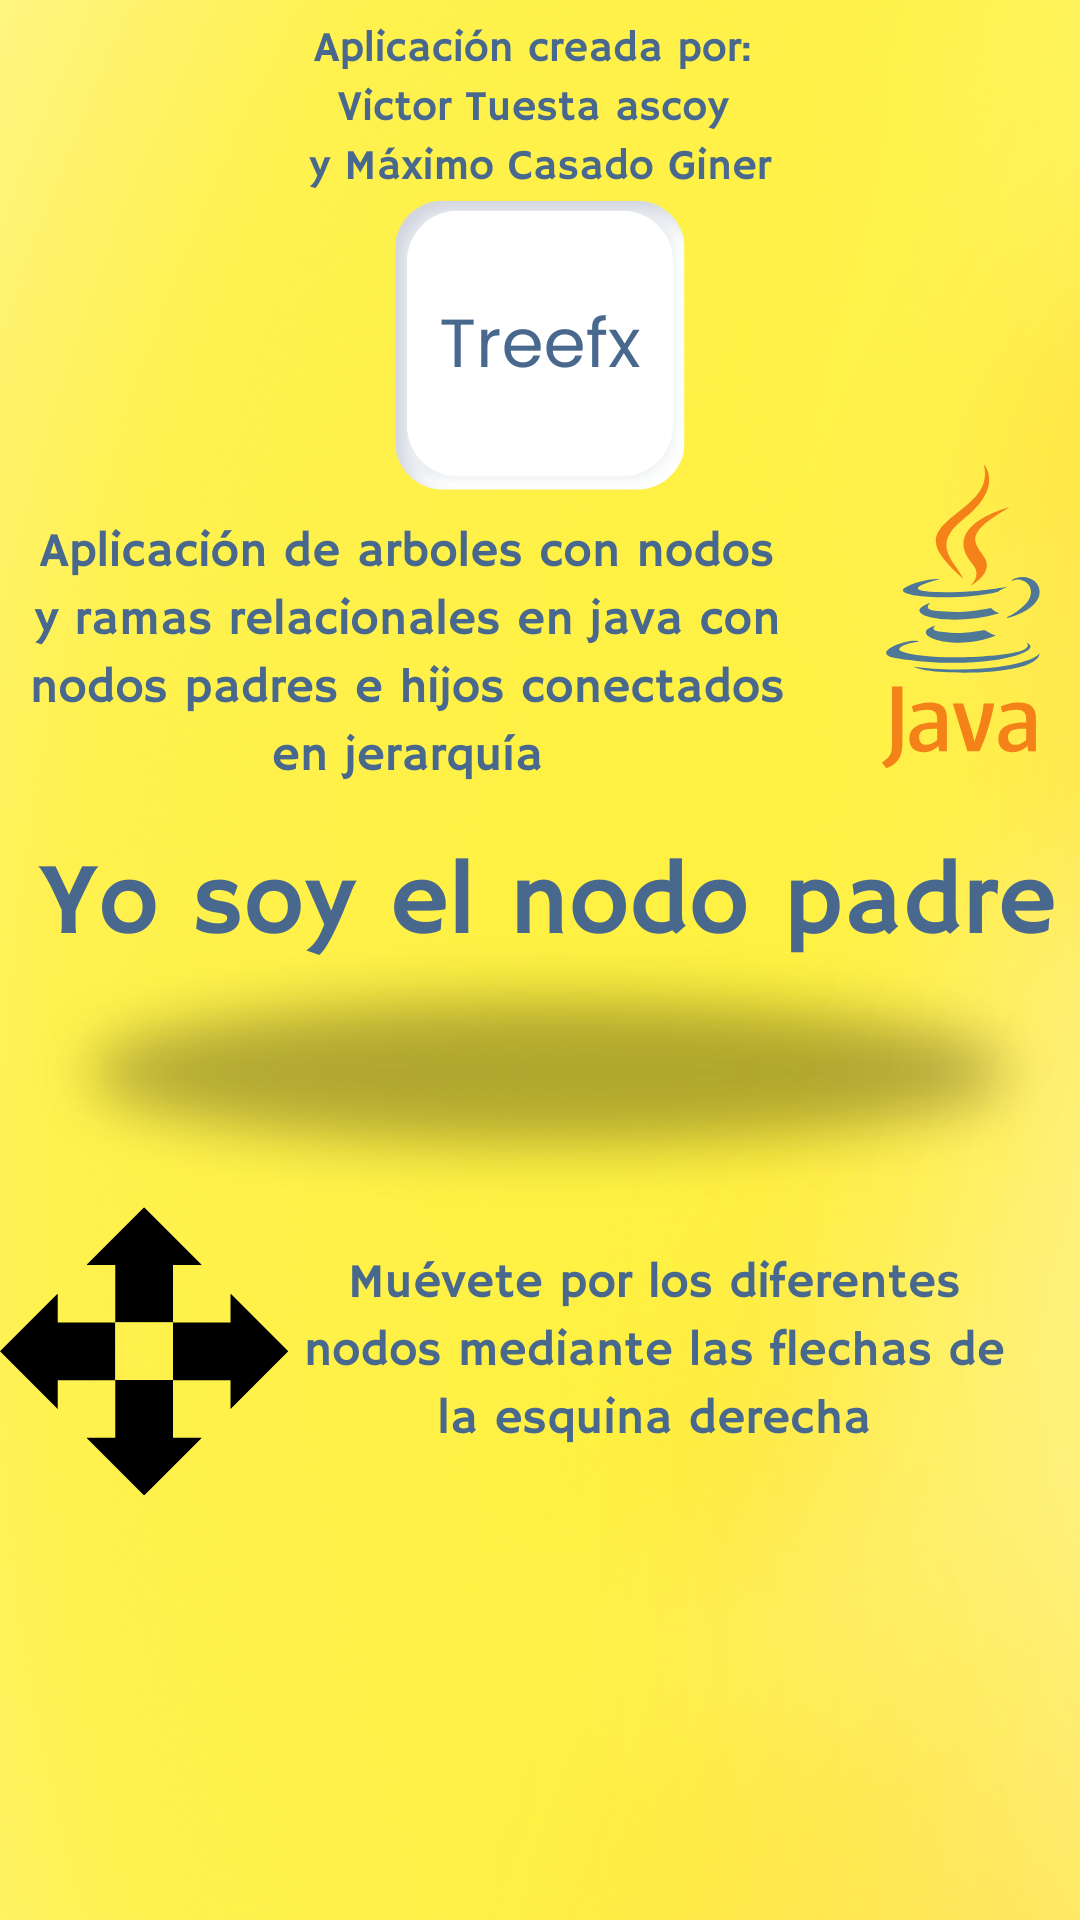 Aplicación creada por:
Victor Tuesta ascoy
y Máximo Casado Giner
Treefx
Aplicación de arboles con nodos
y ramas relacionales en java con
nodos padres e hijos conectados
en jerarquía
Java
Yo soy el nodo padre
Muévete por los diferentes
nodos mediante las flechas de
la esquina derecha